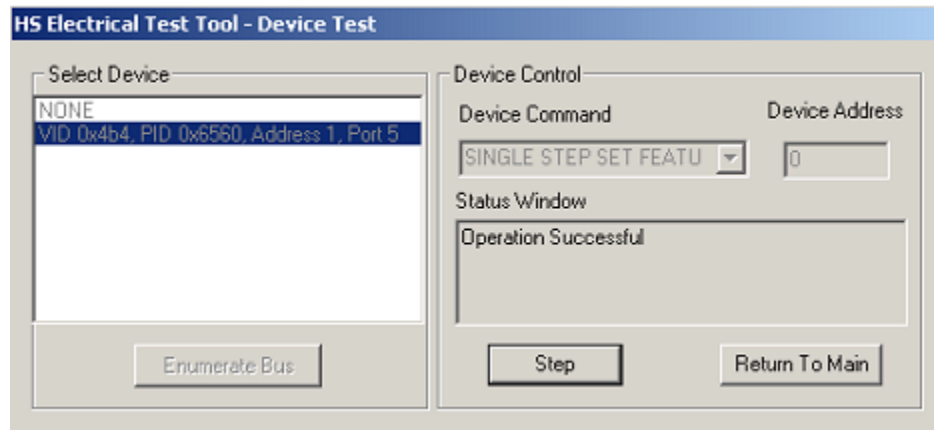 HS Electrical Test Tool - Device Test
Select Device
NONE
VID 0x4b4, PID 0x6560, Address 1, Port 5
Enumerate Bus
Device Control
Device Command
Device Address
SINGLE STEP SET FEATU
0
Status Window
Operation Successful
Step
Return To Main